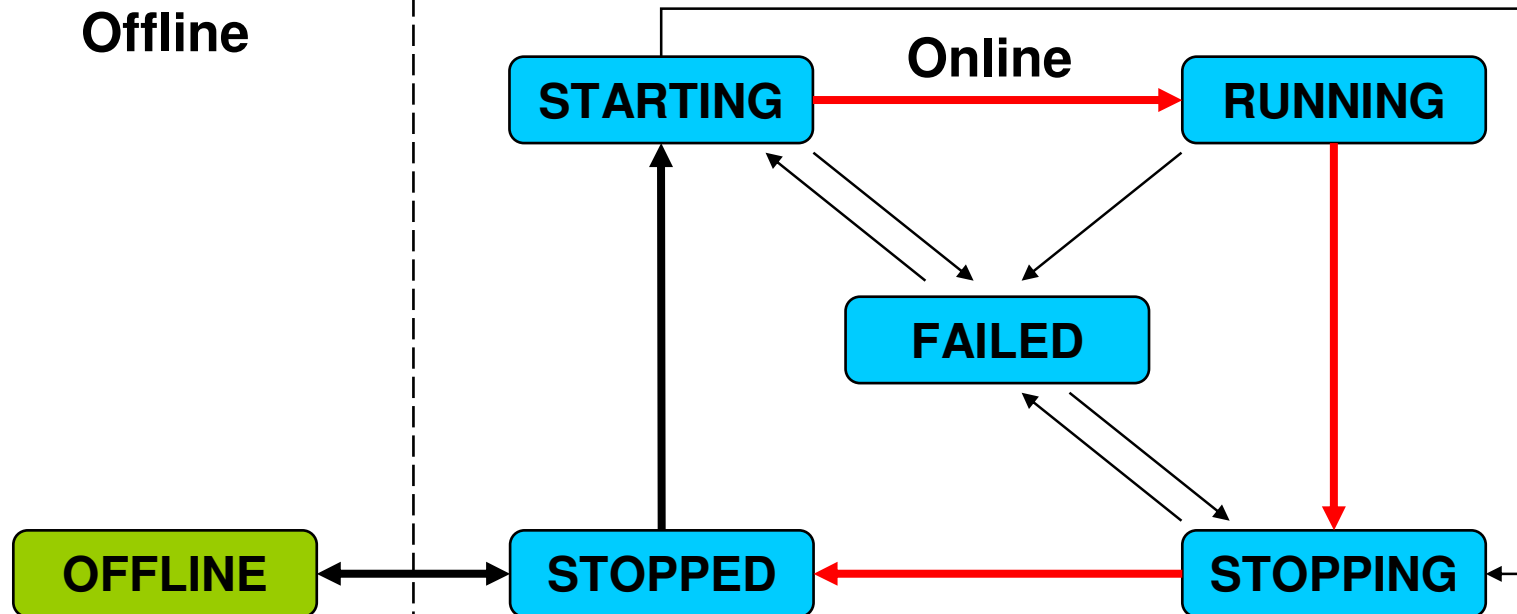 Offline
Online
STARTING
RUNNING
FAILED
OFFLINE
STOPPED
STOPPING